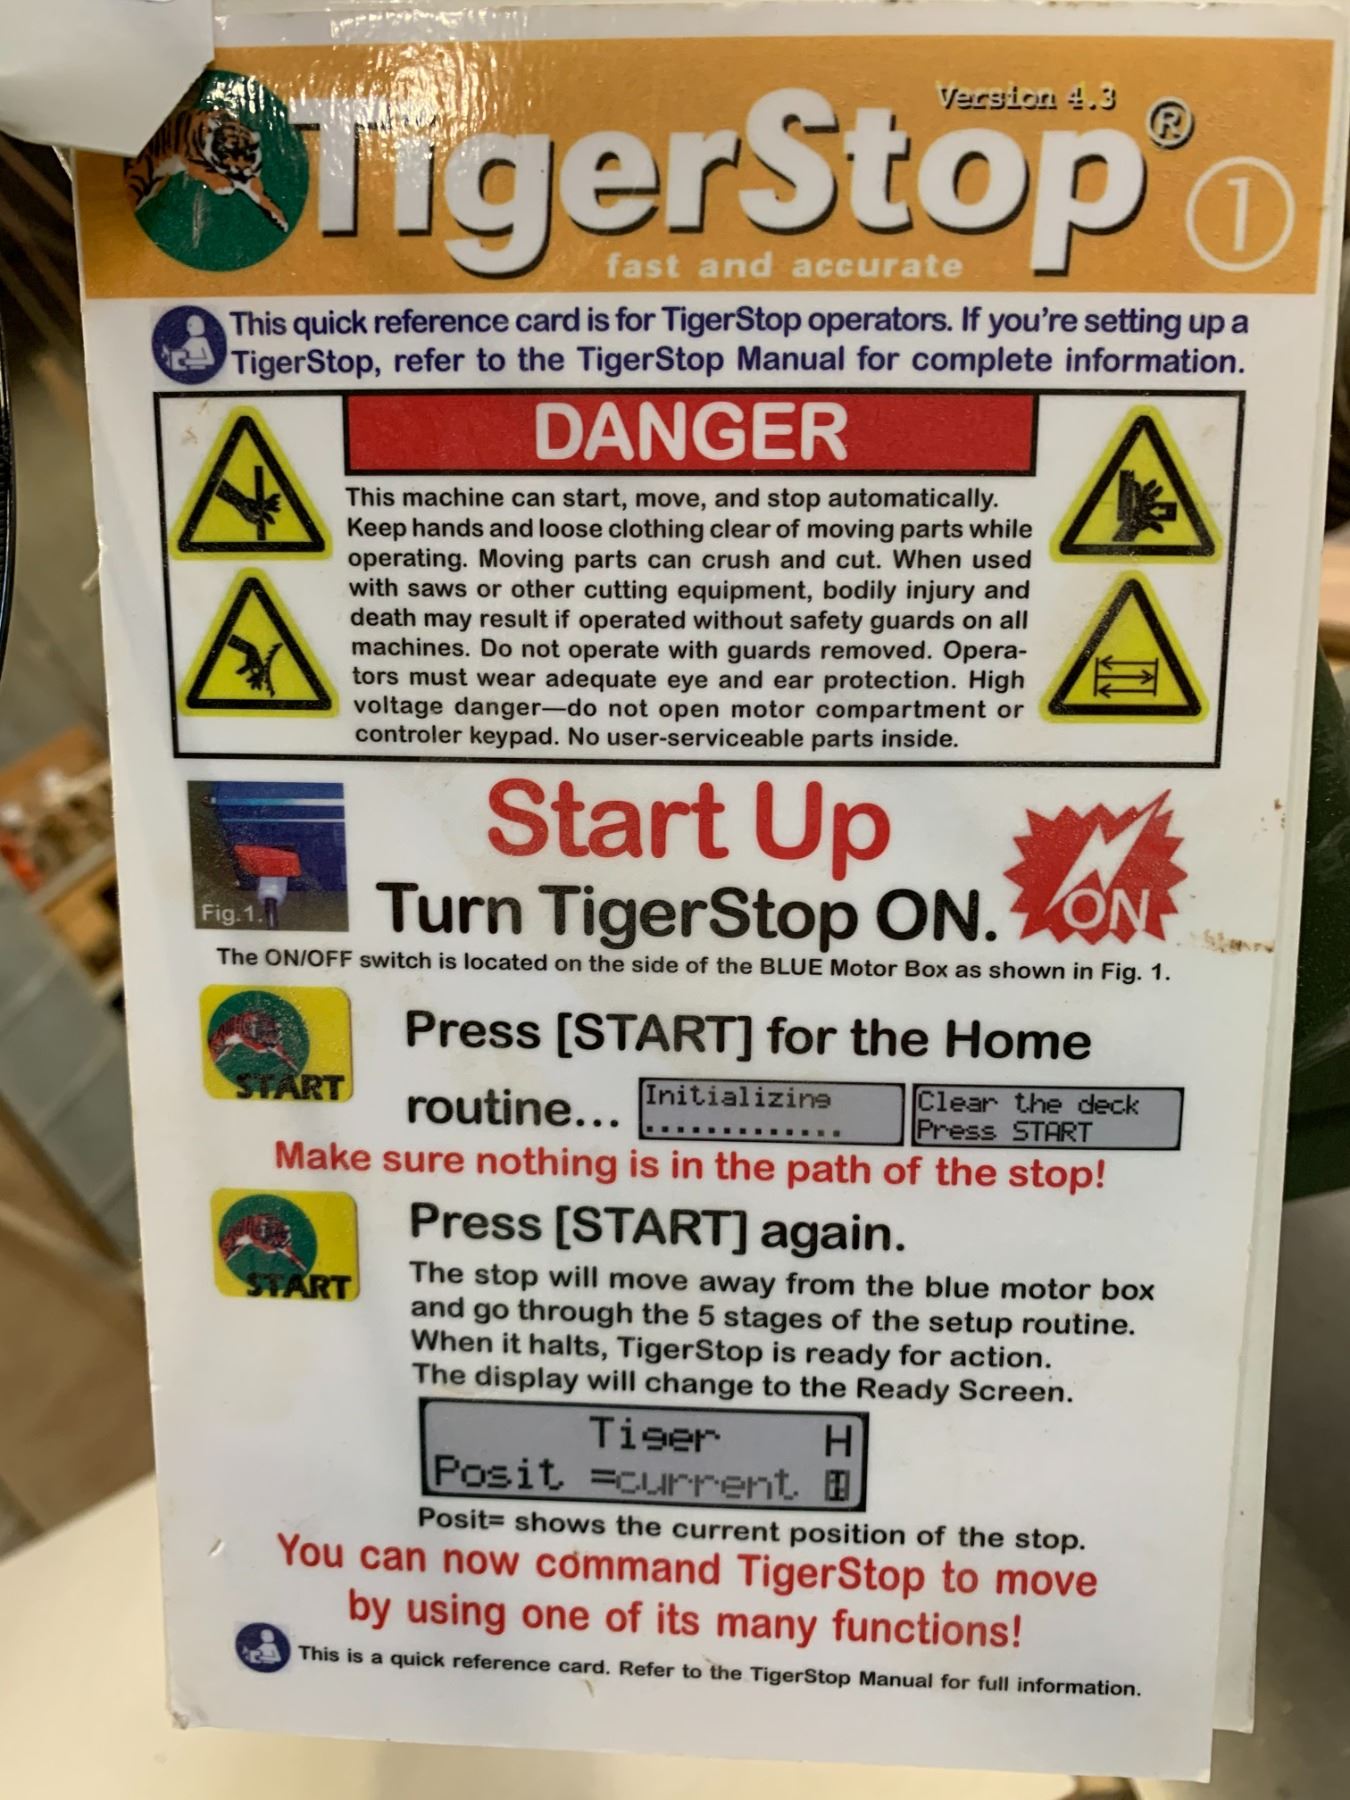 Version 4.3
TigerStop®
1
fast and accurate
This quick reference card is for TigerStop operators. If you're setting up a
TigerStop, refer to the TigerStop Manual for complete information.
DANGER
This machine can start, move, and stop automatically.
Keep hands and loose clothing clear of moving parts while
operating. Moving parts can crush and cut. When used
with saws or other cutting equipment, bodily injury and
death may result if operated without safety guards on all
machines. Do not operate with guards removed. Opera-
tors must wear adequate eye and ear protection. High
voltage danger—do not open motor compartment or
controler keypad. No user-serviceable parts inside.
Start Up
Fig.1.
Turn TigerStop ON.
ON
The ON/OFF switch is located on the side of the BLUE Motor Box as shown in Fig. 1.
START
Press [START] for the Home
routine...
Initializing
.............
Clear the deck
Press START
Make sure nothing is in the path of the stop!
START
Press [START] again.
The stop will move away from the blue motor box
and go through the 5 stages of the setup routine.
When it halts, TigerStop is ready for action.
The display will change to the Ready Screen.
Tiger H
Posit =current I
Posit= shows the current position of the stop.
You can now command TigerStop to move
by using one of its many functions!
This is a quick reference card. Refer to the TigerStop Manual for full information.